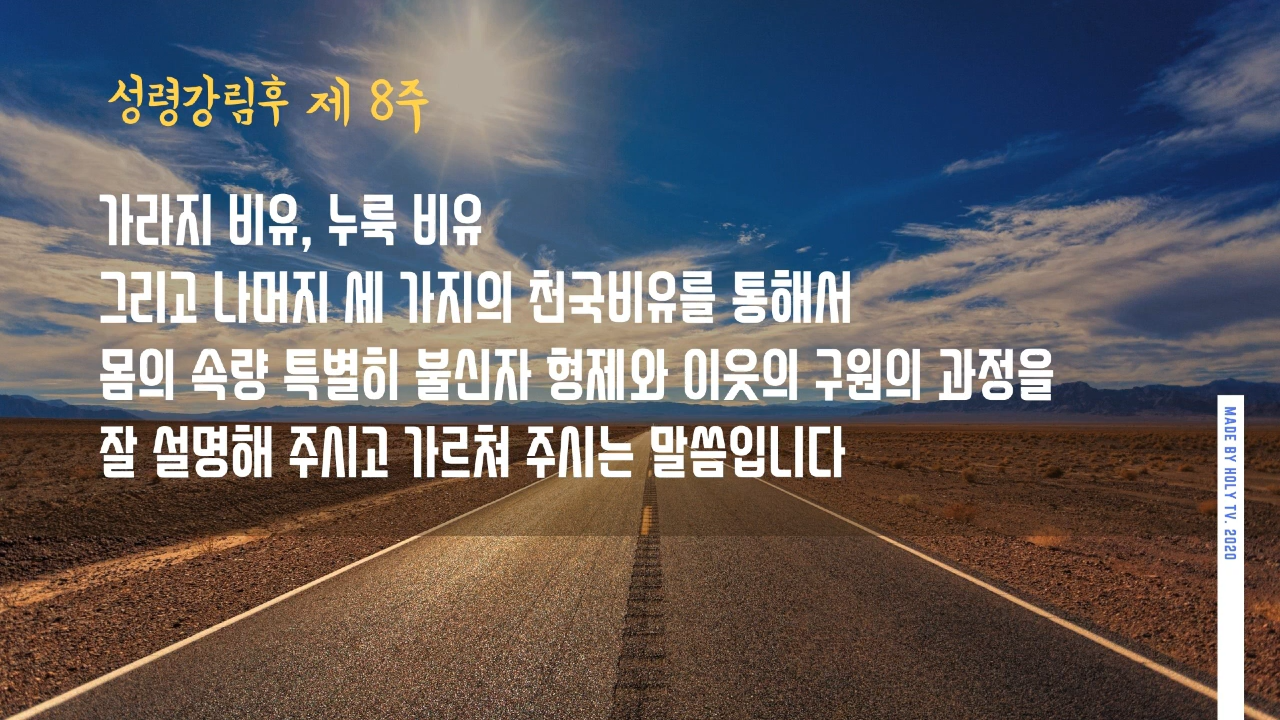 성령강림후 제 8주
가라지 비유, 누룩 비유
그리고 나머지 세 가지의 천국비유를 통해서
몸의 속량 특별히 불신자 형제와 이웃의 구원의 과정을
잘 설명해 주시고 가르쳐 주시는 말씀입니다
MADE BY HOLY TV. 2020